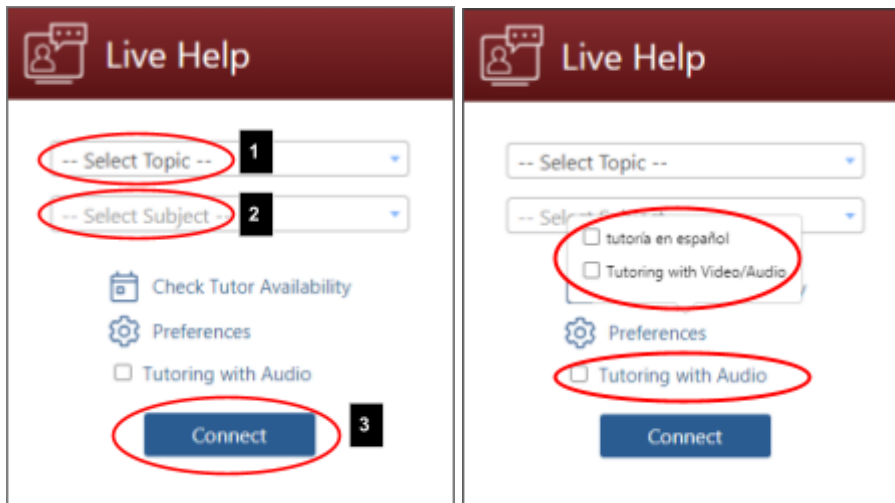 Live Help
-- Select Topic --
1
-- Select Subject --
2
Check Tutor Availability
Preferences
Tutoring with Audio
Connect
3
Live Help
-- Select Topic --
tutoría en español
Tutoring with Video/Audio
Preferences
Tutoring with Audio
Connect